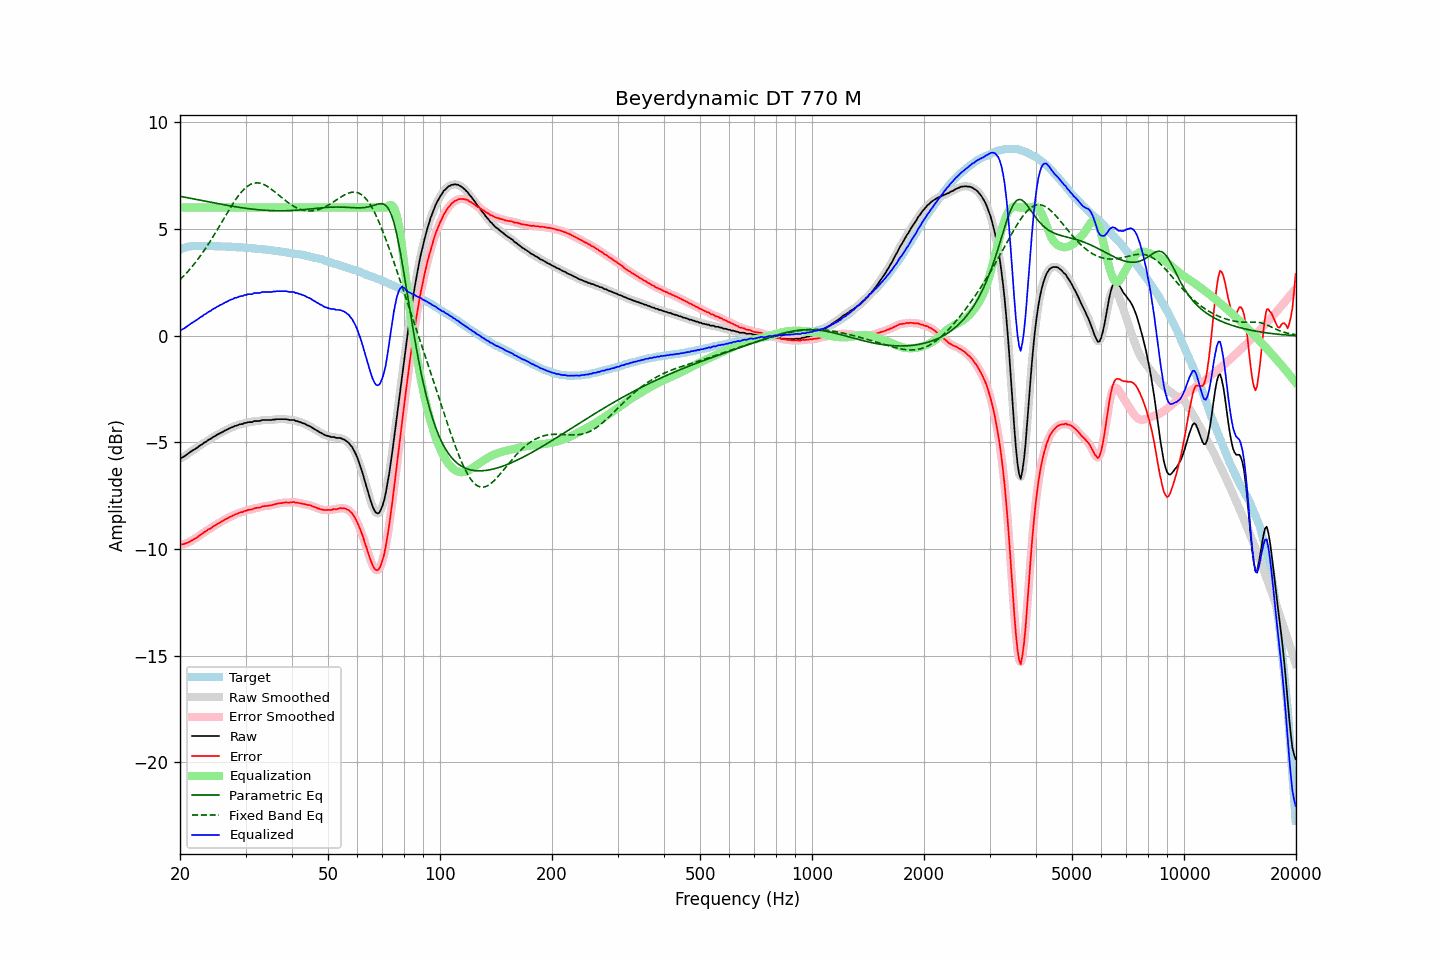 Beyerdynamic DT 770 M
Amplitude (dBr)
10
5
0
−5
−10
−15
−20
Target
Raw Smoothed
Error Smoothed
Raw
Error
Equalization
Parametric Eq
Fixed Band Eq
Equalized
20 50 100 200 500 1000 2000 5000 10000 20000
Frequency (Hz)